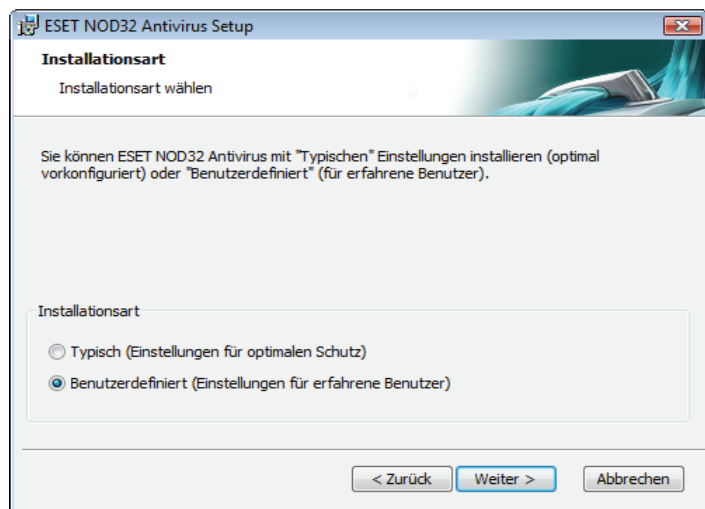 ESET NOD32 Antivirus Setup
Installationsart
Installationsart wählen
Sie können ESET NOD32 Antivirus mit "Typischen" Einstellungen installieren (optimal
vorkonfiguriert) oder "Benutzerdefiniert" (für erfahrene Benutzer).
Installationsart
Typisch (Einstellungen für optimalen Schutz)
Benutzerdefiniert (Einstellungen für erfahrene Benutzer)
< Zurück Weiter > Abbrechen